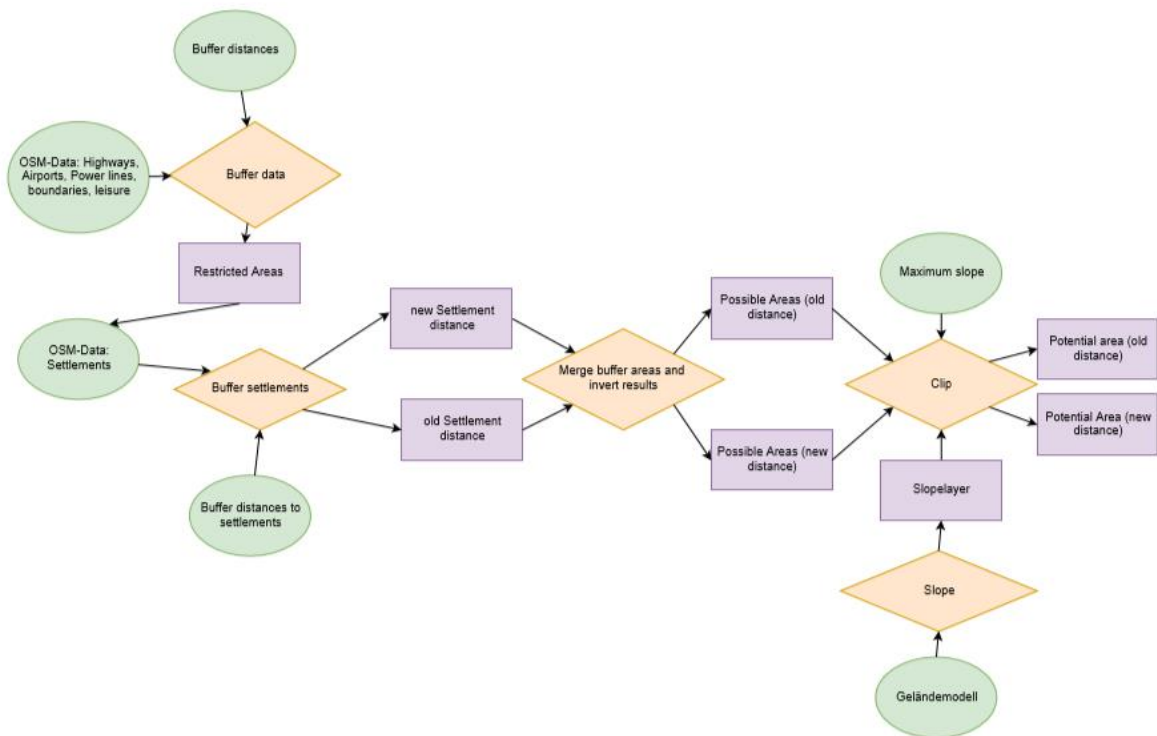 Buffer distances
OSM-Data: Highways,
Airports, Power lines,
boundaries, leisure
Buffer data
Restricted Areas
OSM-Data:
Settlements
Buffer settlements
Buffer distances to
settlements
new Settlement
distance
old Settlement
distance
Merge buffer areas and
invert results
Possible Areas (old
distance)
Possible Areas (new
distance)
Maximum slope
Clip
Slopelayer
Slope
Geländemodell
Potential area (old
distance)
Potential Area (new
distance)